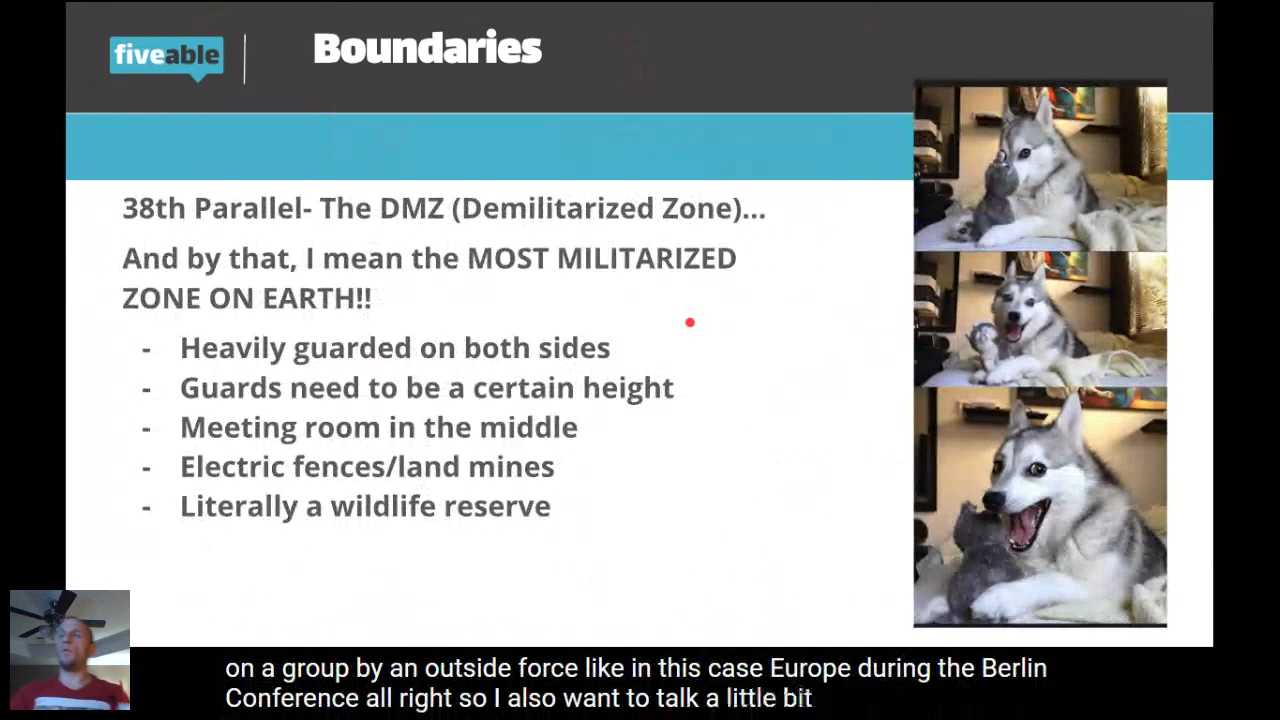 fiveable
Boundaries
38th Parallel- The DMZ (Demilitarized Zone)...
And by that, I mean the MOST MILITARIZED
ZONE ON EARTH!!
- Heavily guarded on both sides
- Guards need to be a certain height
- Meeting room in the middle
- Electric fences/land mines
- Literally a wildlife reserve
on a group by an outside force like in this case Europe during the Berlin
Conference all right so I also want to talk a little bit